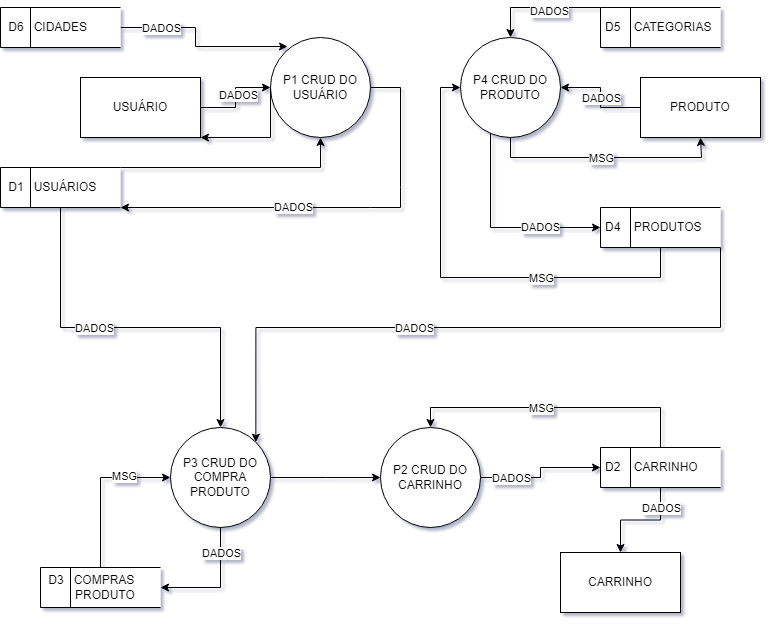 D6 CIDADES
DADOS
USUÁRIO
DADOS
P1 CRUD DO
USUÁRIO
D1 USUÁRIOS
DADOS
DADOS
D5 CATEGORIAS
P4 CRUD DO
PRODUTO
DADOS
PRODUTO
MSG
DADOS
D4 PRODUTOS
MSG
DADOS
DADOS
P3 CRUD DO
COMPRA
PRODUTO
MSG
DADOS
D3 COMPRAS
PRODUTO
P2 CRUD DO
CARRINHO
MSG
DADOS
D2 CARRINHO
DADOS
CARRINHO